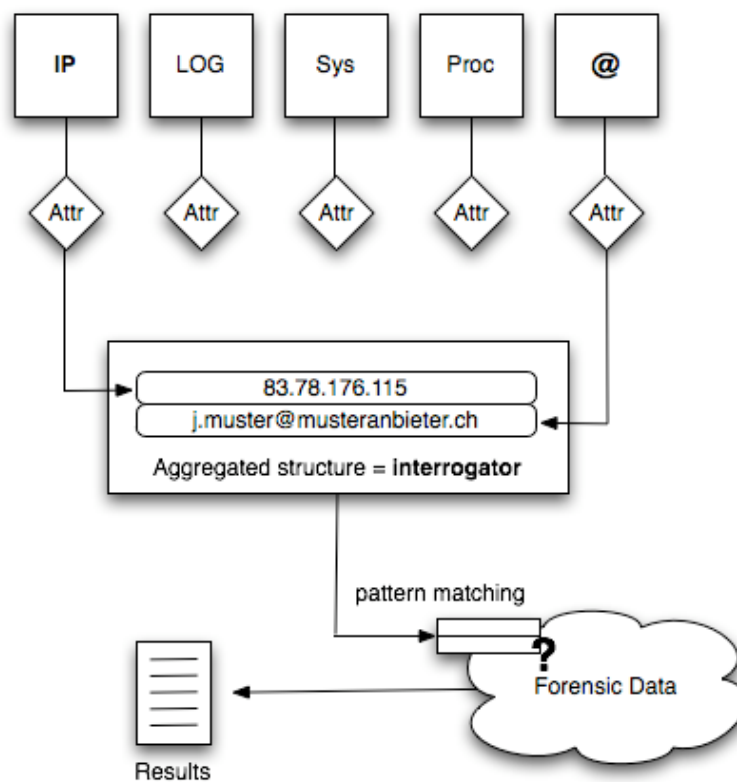 IP
LOG
Sys
Proc
@
Attr
Attr
Attr
Attr
Attr
83.78.176.115
j.muster@musteranbieter.ch
Aggregated structure = interrogator
pattern matching
?
Forensic Data
Results